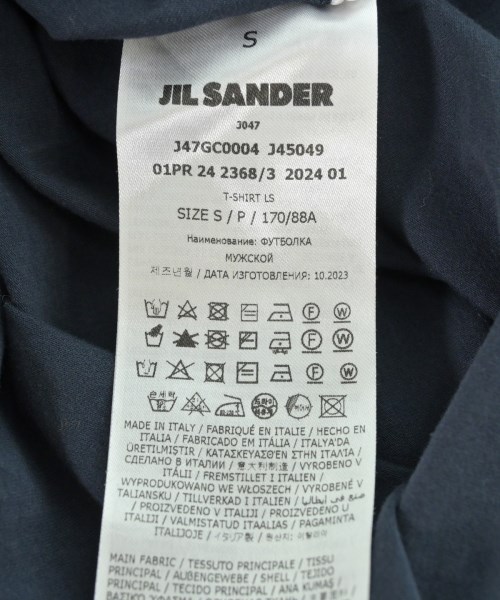 S
JIL SANDER
J047
J47GC0004 J45049
01PR 24 2368/3 2024 01
T-SHIRT LS
SIZE S / P / 170/88A
Наименование: ФУТБОЛКА
МУЖСКОЙ
제조년월 / ДАТА ИЗГОТОВЛЕНИЯ: 10.2023
MADE IN ITALY / FABRIQUÉ EN ITALIE / HECHO EN
ITALIA / FABRICADO EM ITÁLIA / ITALYA'DA
ÜRETILMISTIR / ΚΑΤΑΣΚΕΥΑΣΘΗ ΣΤΗΝ ΙΤΑΛΙΑ /
СДЕЛАНО В ИТАЛИИ / 意大利制造 / VYROBENO V
ITÁLII / FREMSTILLET I ITALIEN /
WYPRODUKOWANO WE WŁOSZECH / VYROBENÉ V
TALIANSKU / TILLVERKAD I ITALIEN / صنع في ايطاليا
/ PROIZVEDENO V ITALIJI / PROIZVEDENO U
ITALIJI / VALMISTATUD ITAALIAS / PAGAMINTA
ITALIJOJE / イタリア製 / 원산지: 이탈리아
MAIN FABRIC / TESSUTO PRINCIPALE / TISSU
PRINCIPAL / AUßENGEWEBE / SHELL / TEJIDO
PRINCIPAL / TECIDO PRINCIPAL / ANA KUMAŞ /